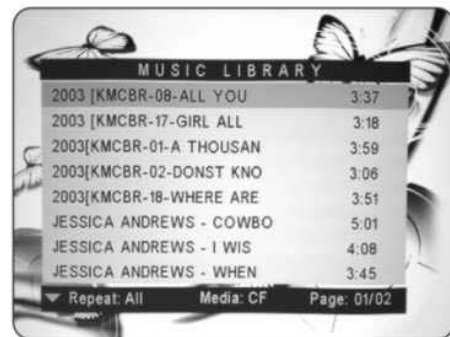 MUSIC LIBRARY
2003 [KMCBR-08-ALL YOU 3:37
2003 [KMCBR-17-GIRL ALL 3:18
2003[KMCBR-01-A THOUSAN 3:59
2003[KMCBR-02-DONST KNO 3:06
2003[KMCBR-18-WHERE ARE 3:51
JESSICA ANDREWS - COWBO 5:01
JESSICA ANDREWS - I WIS 4:08
JESSICA ANDREWS - WHEN 3:45
Repeat: All Media: CF Page: 01/02